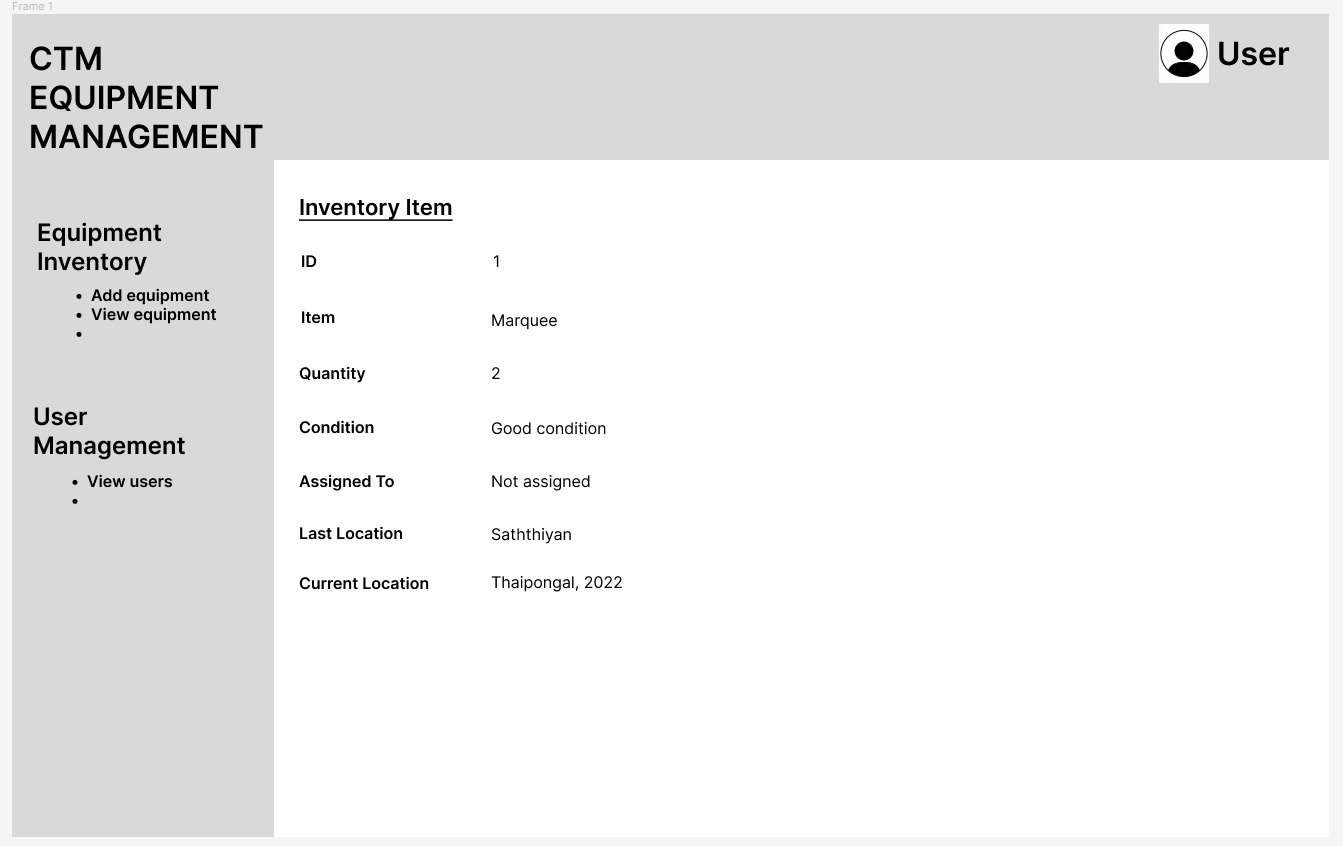 Frame 1
CTM
EQUIPMENT
MANAGEMENT
User
Equipment
Inventory
• Add equipment
• View equipment
•
User
Management
• View users
•
Inventory Item
ID 1
Item Marquee
Quantity 2
Condition Good condition
Assigned To Not assigned
Last Location Saththiyan
Current Location Thaipongal, 2022